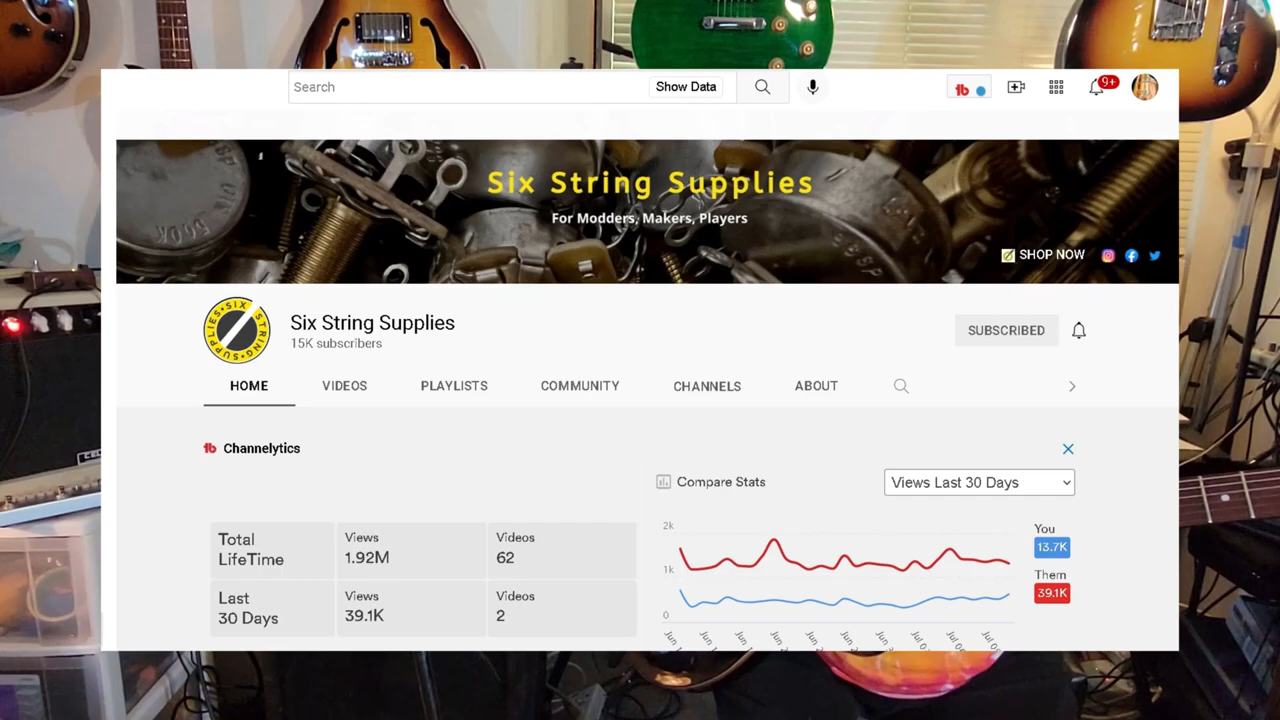 Search
Show Data
9+
Six String Supplies
For Modders, Makers, Players
SHOP NOW
SIX STRING SUPPLIES
Six String Supplies
15K subscribers
SUBSCRIBED
HOME VIDEOS PLAYLISTS COMMUNITY CHANNELS ABOUT
tb Channelytics
Compare Stats
Views Last 30 Days
Total
LifeTime
Views
1.92M
Videos
62
Last
30 Days
Views
39.1K
Videos
2
2k
1k
0
You
13.7K
Them
39.1K